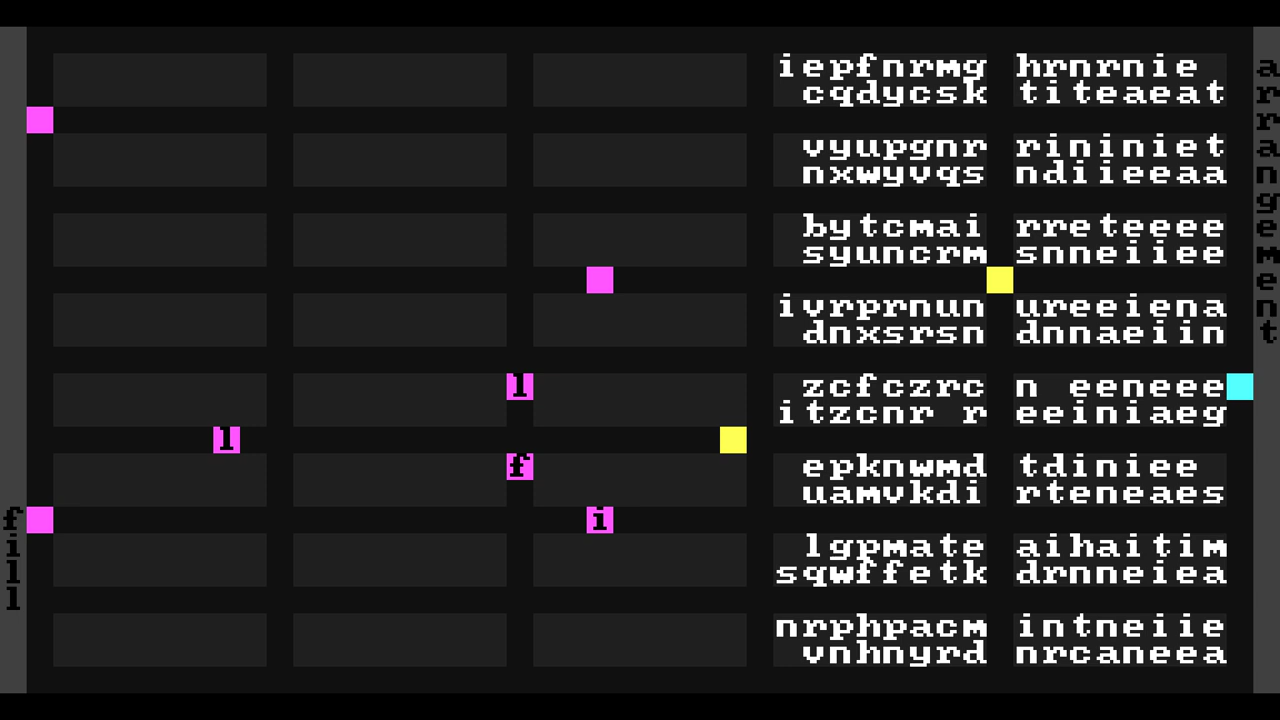 iepfnrmg hrnrnie
cqdycsk titeaeat
vyupgnr rininiet
nxwyvqs ndiieeaa
bytcmai rreteeee
syuncrm snneiiee
ivrprnun ureeiena
dnxsrsn dnnaeiin
l
zcfczrc n eeneee
itzcnr r eeiniaeg
l
f
epknwmd tdiniee
uamvkdi rteneaes
i
lgpmate aihaitim
sqwffetk drnneiea
nrphpacm intneiie
vnhnyrd nrcaneea
fill
arrangement